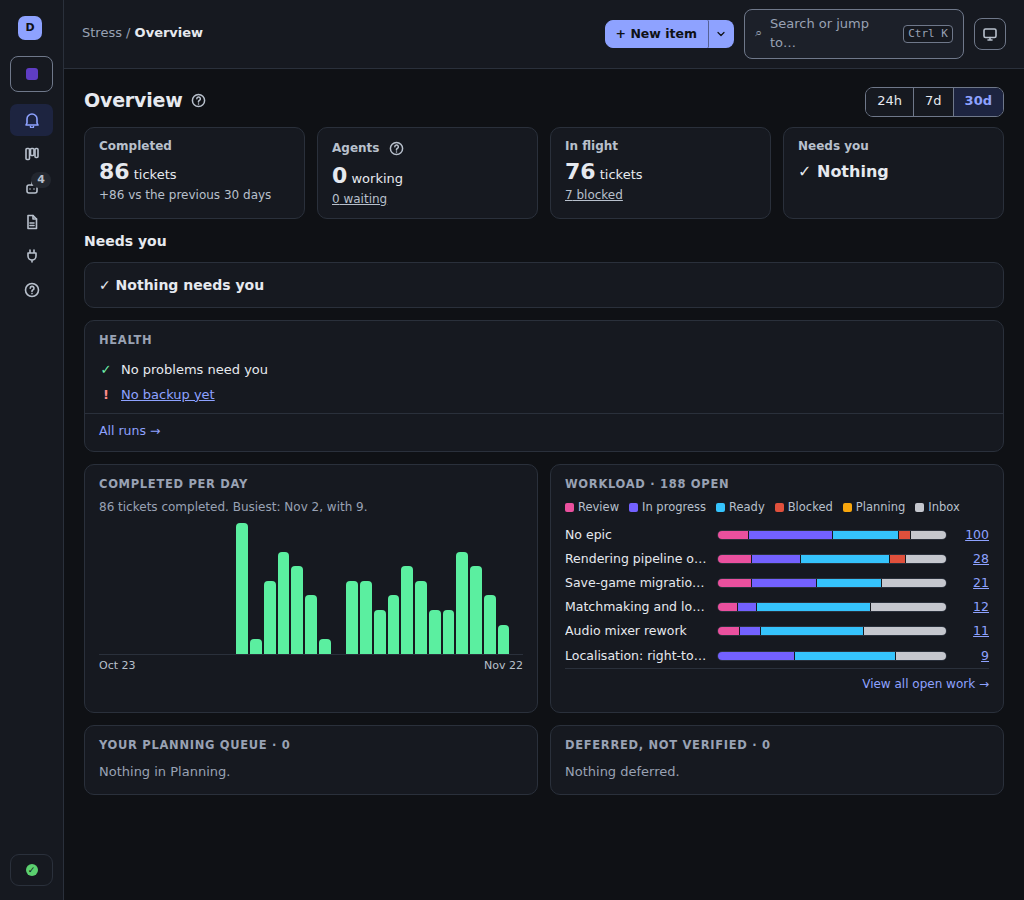 D
Stress / Overview
+ New item
Search or jump to…
Ctrl K
4
Overview
24h 7d 30d
Completed
86 tickets
+86 vs the previous 30 days
Agents
0 working
0 waiting
In flight
76 tickets
7 blocked
Needs you
✓ Nothing
Needs you
✓ Nothing needs you
HEALTH
✓ No problems need you
! No backup yet
All runs →
COMPLETED PER DAY
86 tickets completed. Busiest: Nov 2, with 9.
Oct 23 Nov 22
WORKLOAD · 188 OPEN
Review In progress Ready Blocked Planning Inbox
No epic 100
Rendering pipeline o… 28
Save-game migratio… 21
Matchmaking and lo… 12
Audio mixer rework 11
Localisation: right-to… 9
View all open work →
YOUR PLANNING QUEUE · 0
Nothing in Planning.
DEFERRED, NOT VERIFIED · 0
Nothing deferred.